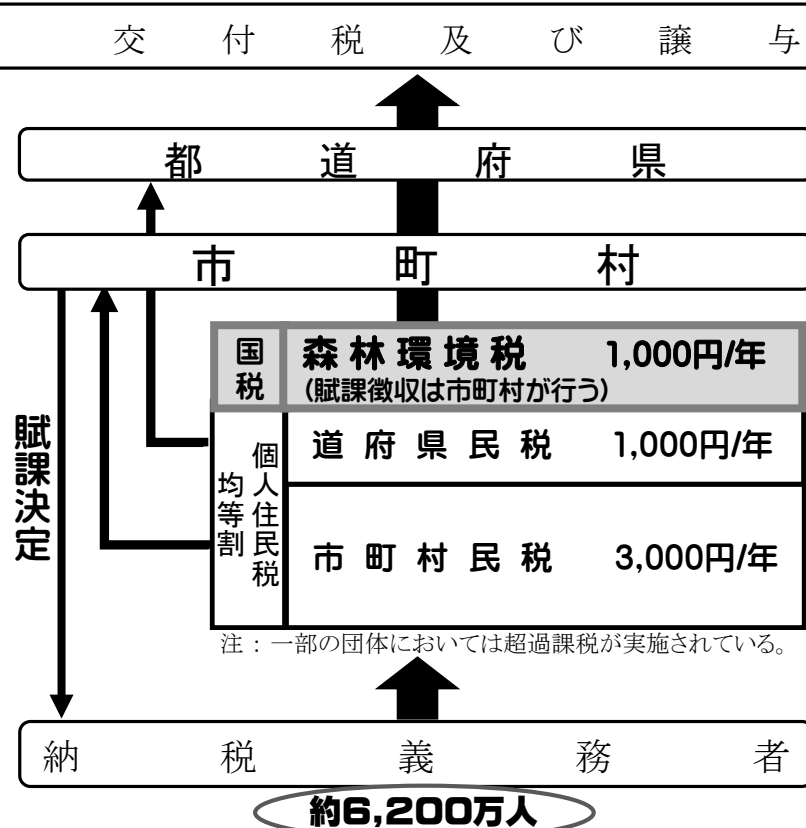 交付税及び譲与
都道府県
市町村
国税
森林環境税 1,000円/年
(賦課徴収は市町村が行う)
個人住民税
均等割
道府県民税 1,000円/年
市町村民税 3,000円/年
賦課決定
注：一部の団体においては超過課税が実施されている。
納税義務者
約6,200万人